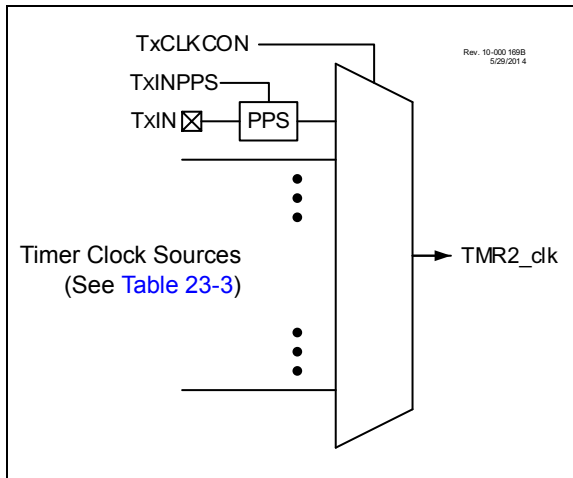 TxCLKCON
Rev. 10-000 169B
5/29/2014
TxINPPS
TxIN
PPS
Timer Clock Sources
(See Table 23-3)
TMR2_clk